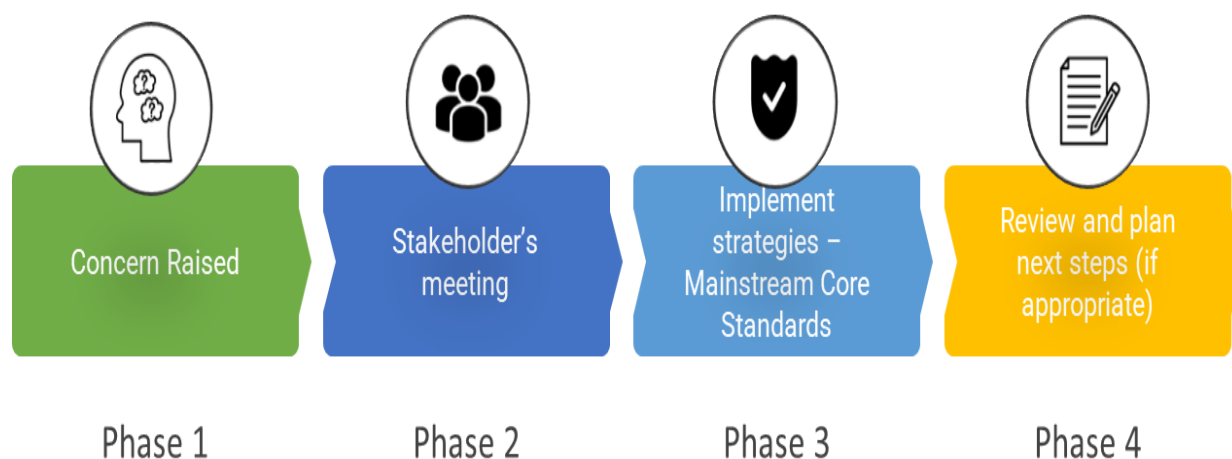 Concern Raised
Stakeholder’s
meeting
Implement
strategies –
Mainstream Core
Standards
Review and plan
next steps (if
appropriate)
Phase 1
Phase 2
Phase 3
Phase 4